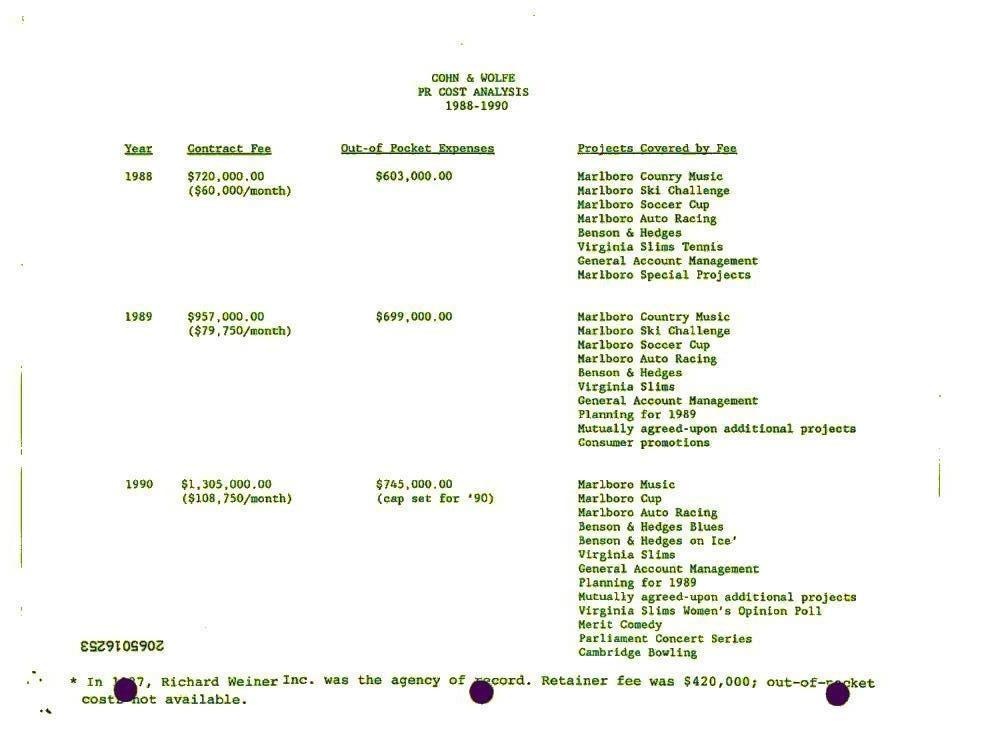 COHN & WOLFE
PR COST ANALYSIS
1988-1990
Year Contract Fee Out-of Pocket Expenses Projects Covered by Fee
1988 $720,000.00 $603,000.00 Marlboro Counry Music
($60,000/month) Marlboro Ski Challenge
Marlboro Soccer Cup
Marlboro Auto Racing
Benson & Hedges
Virginia Slims Tennis
General Account Management
Marlboro Special Projects
1989 $957,000.00 $699,000.00 Marlboro Country Music
($79,750/month) Marlboro Ski Challenge
Marlboro Soccer Cup
Marlboro Auto Racing
Benson & Hedges
Virginia Slims
General Account Management
Planning for 1989
Mutually agreed-upon additional projects
Consumer promotions
1990 $1,305,000.00 $745,000.00 Marlboro Music
($108,750/month) (cap set for '90) Marlboro Cup
Marlboro Auto Racing
Benson & Hedges Blues
Benson & Hedges on Ice'
Virginia Slims
General Account Management
Planning for 1989
Mutually agreed-upon additional projects
Virginia Slims Women's Opinion Poll
Merit Comedy
Parliament Concert Series
2065016253 Cambridge Bowling
* In , Richard Weiner Inc. was the agency of record. Retainer fee was $420,000; out-of-pocket
costs not available.